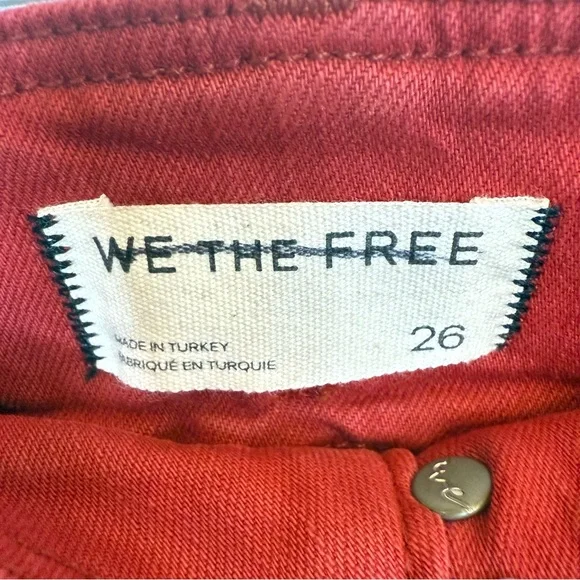 WE THE FREE
26
MADE IN TURKEY
FABRIQUÉ EN TURQUIE